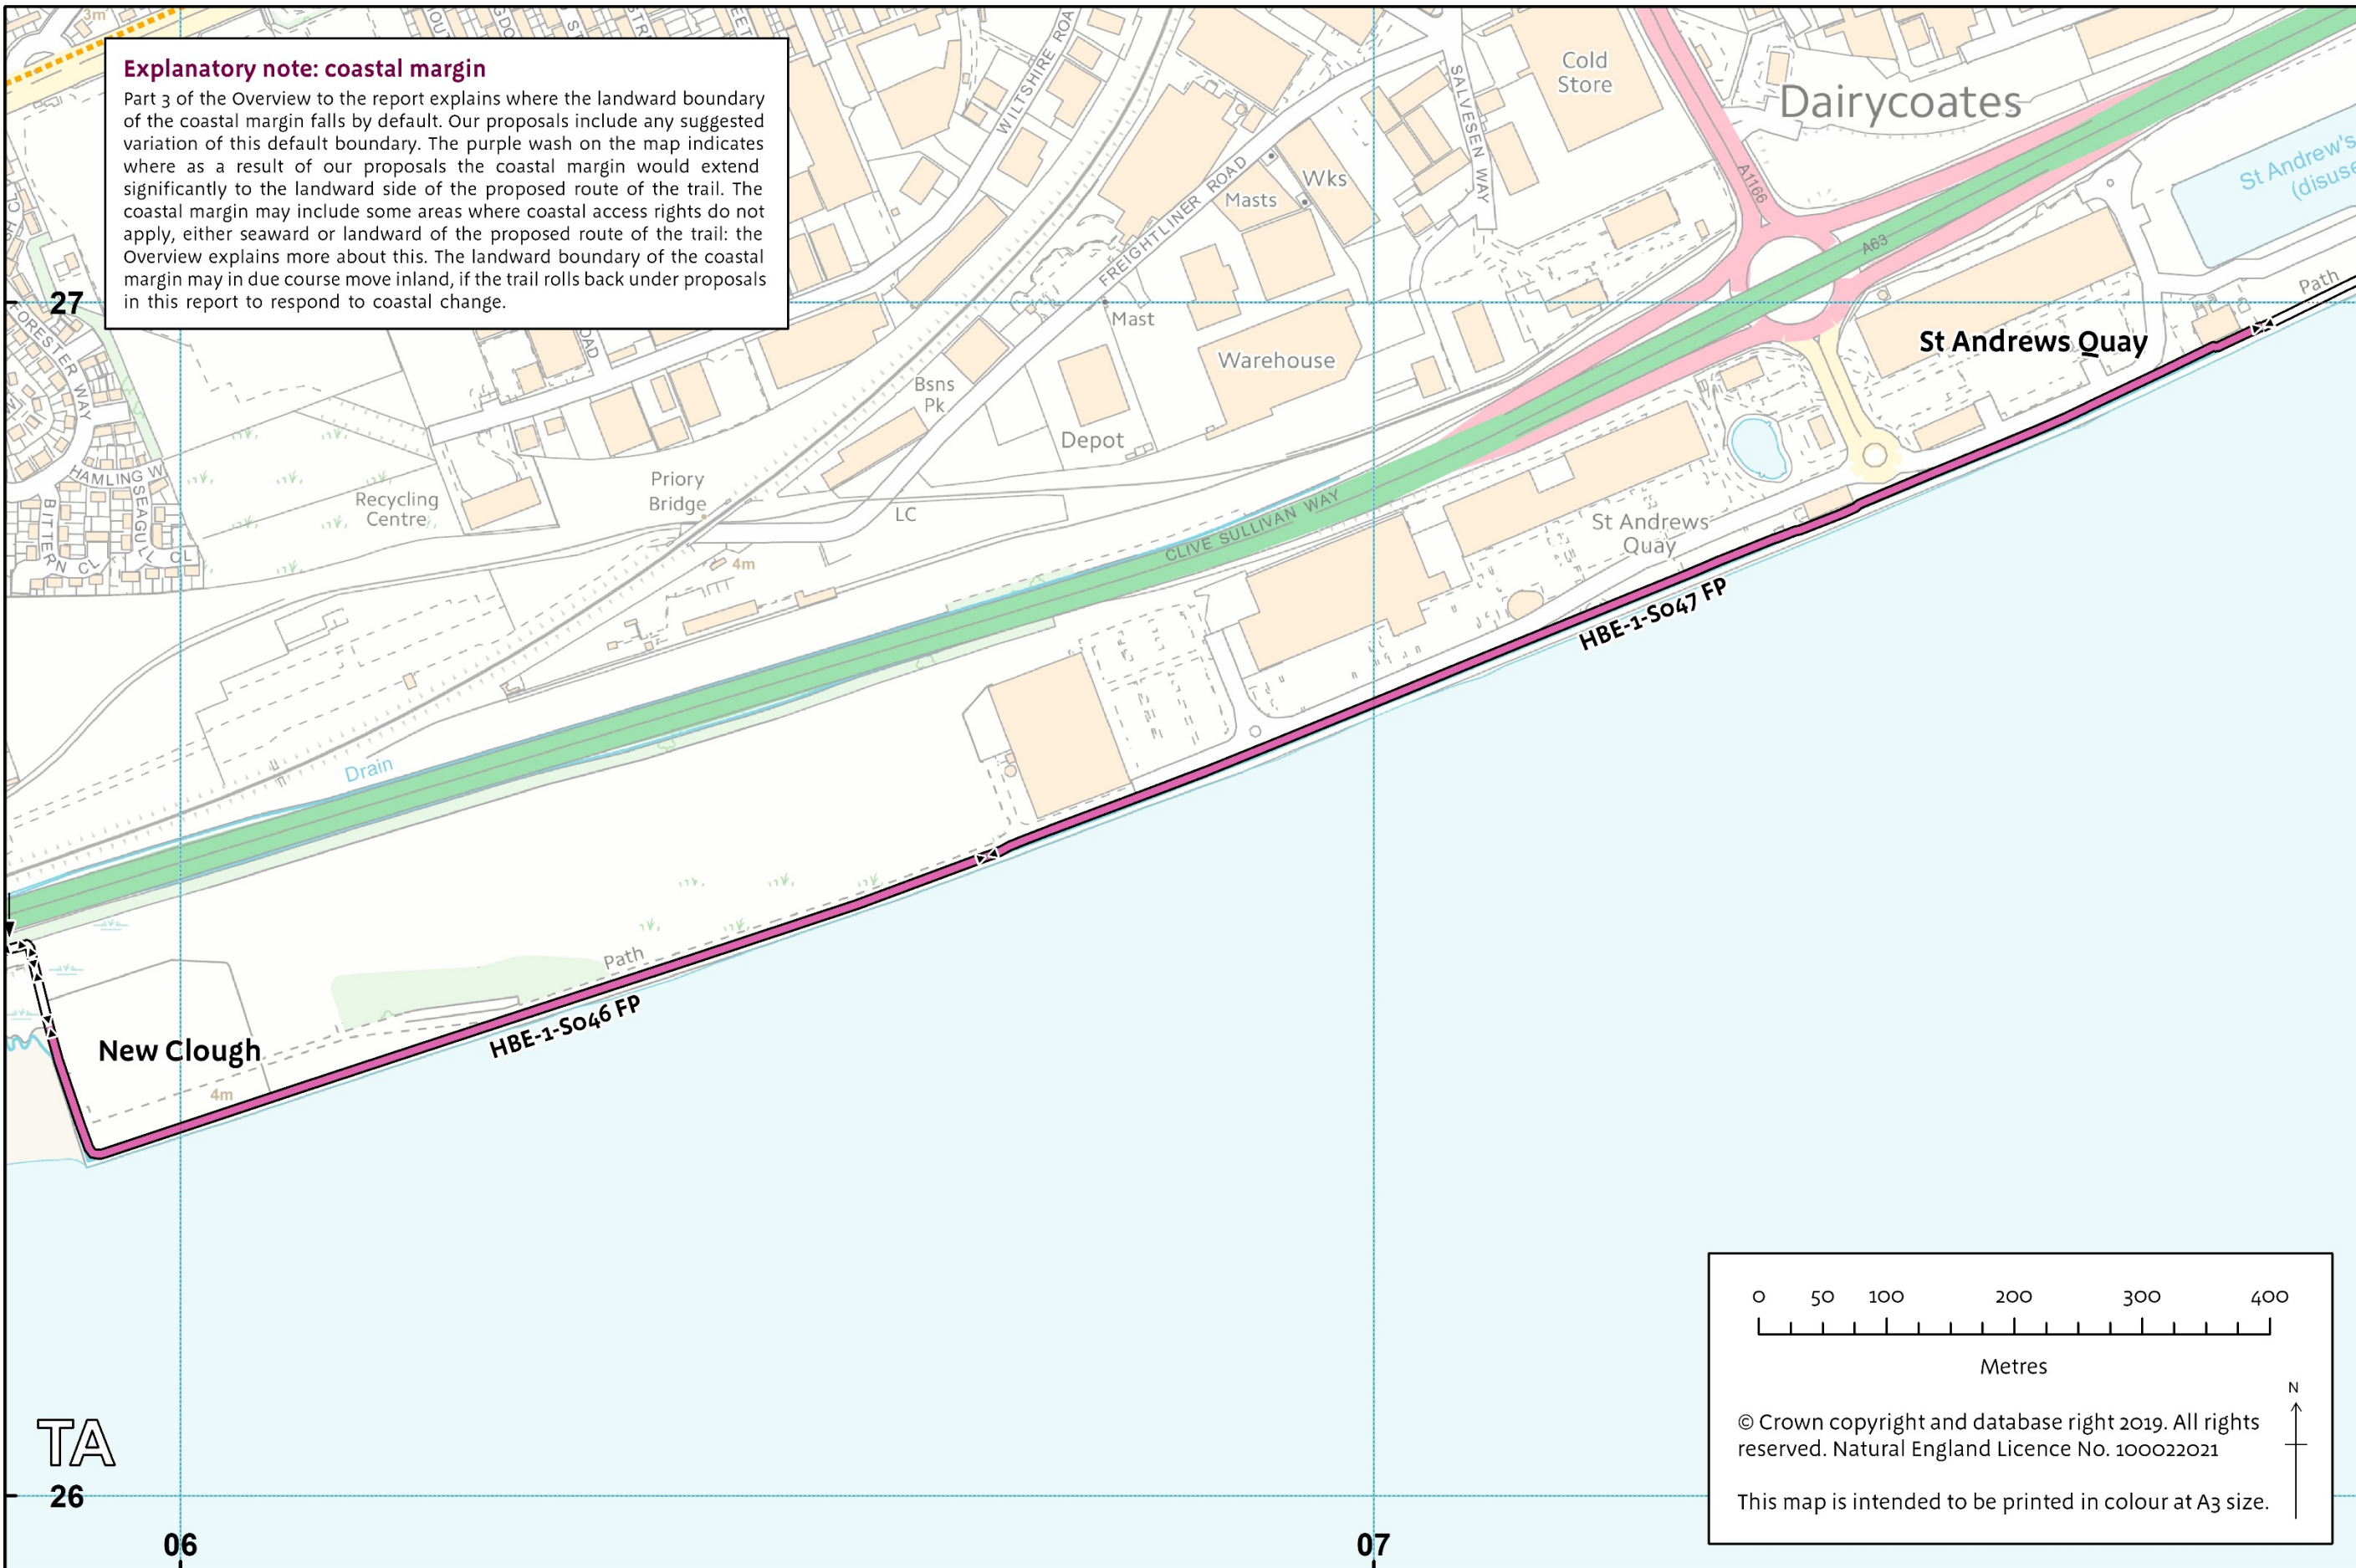 3m
Explanatory note: coastal margin
Part 3 of the Overview to the report explains where the landward boundary
of the coastal margin falls by default. Our proposals include any suggested
variation of this default boundary. The purple wash on the map indicates
where as a result of our proposals the coastal margin would extend
significantly to the landward side of the proposed route of the trail. The
coastal margin may include some areas where coastal access rights do not
apply, either seaward or landward of the proposed route of the trail: the
Overview explains more about this. The landward boundary of the coastal
margin may in due course move inland, if the trail rolls back under proposals
in this report to respond to coastal change.
WILTSHIRE ROA
SALVESEN WAY
Cold
Store
Dairycoates
A1166
St Andrew's
(disuse
FREIGHTLINER ROAD
Masts
Wks
A63
Path
27
Mast
Warehouse
St Andrews Quay
FORESTER WAY
OAD
Bsns
Pk
Depot
HAMLING W
SEAGULL CL
BITTERN CL
Recycling
Centre
Priory
Bridge
LC
4m
CLIVE SULLIVAN WAY
St Andrews
Quay
HBE-1-S047 FP
Drain
Path
HBE-1-S046 FP
New Clough
4m
0 50 100 200 300 400
Metres
N
© Crown copyright and database right 2019. All rights
reserved. Natural England Licence No. 100022021
This map is intended to be printed in colour at A3 size.
TA
26
06
07